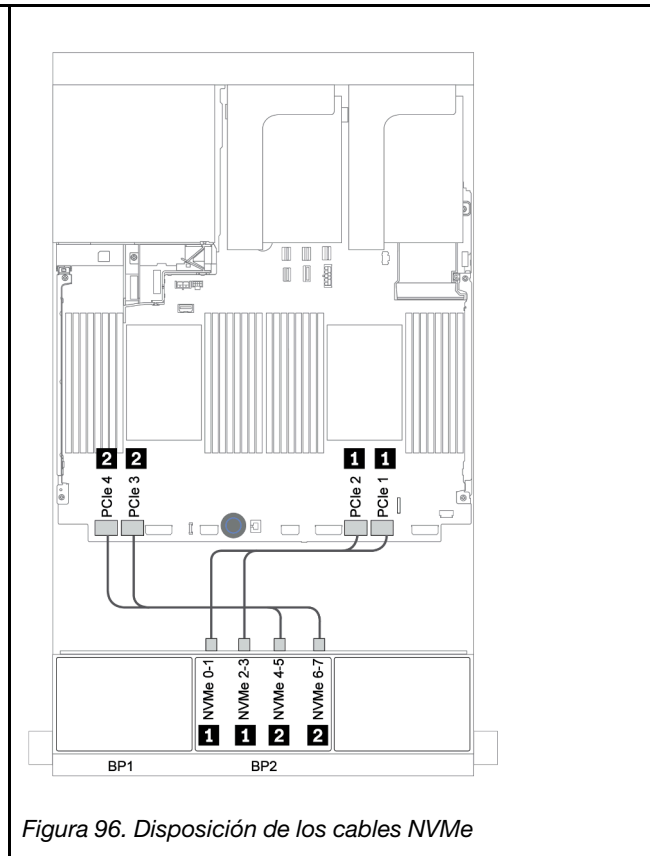 2 2 1 1
PCIe 4 PCIe 3 PCIe 2 PCIe 1
NVMe 0-1 NVMe 2-3 NVMe 4-5 NVMe 6-7
1 1 2 2
BP1 BP2
Figura 96. Disposición de los cables NVMe